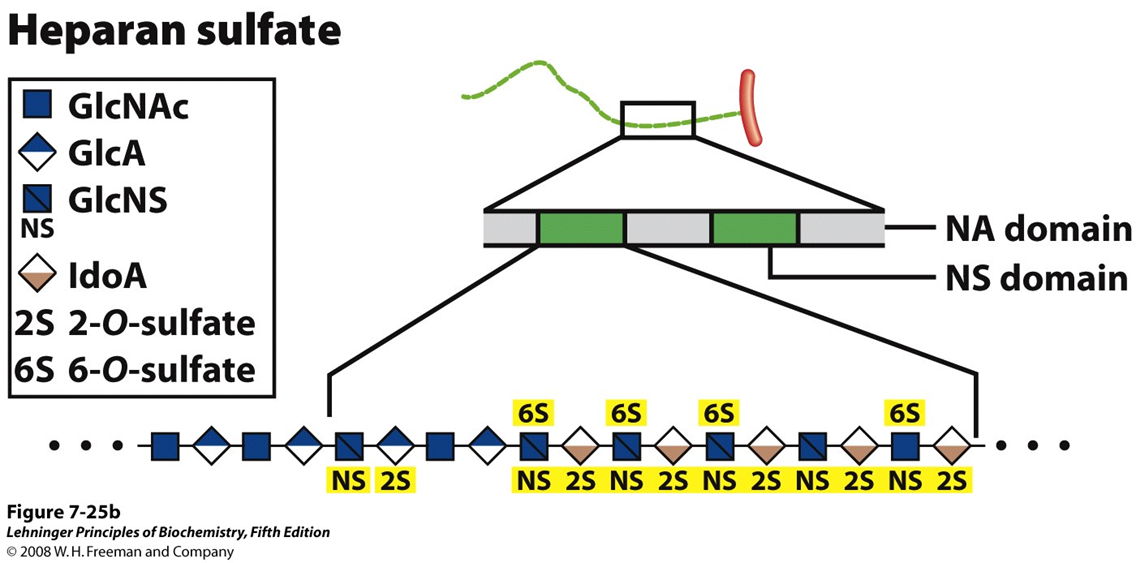 Heparan sulfate
GlcNAc
GlcA
GlcNS
NS
IdoA
2S 2-O-sulfate
6S 6-O-sulfate
NA domain
NS domain
6S 6S 6S 6S
NS 2S NS 2S NS 2S NS 2S NS 2S NS 2S
Figure 7-25b
Lehninger Principles of Biochemistry, Fifth Edition
© 2008 W. H. Freeman and Company